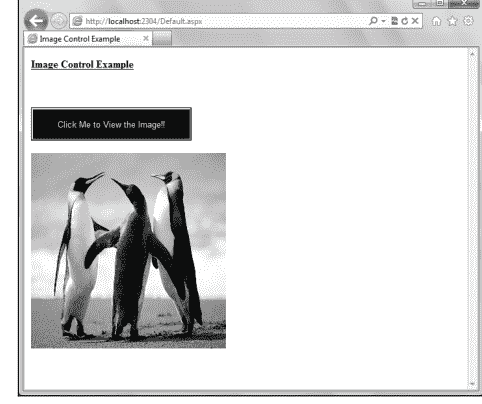 http://localhost:2304/Default.aspx
Image Control Example
Image Control Example
Click Me to View the Image!!